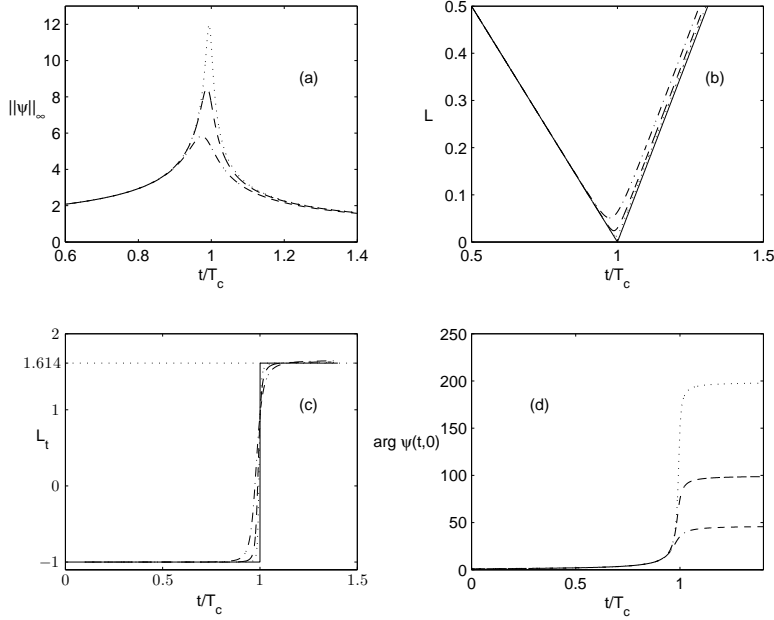 12
10
8
6
4
2
0
||ψ||∞
(a)
0.6 0.8 1 1.2 1.4
t/Tc
0.5
0.4
0.3
0.2
0.1
0
L
(b)
0.5 1 1.5
t/Tc
2
1.614
1
0
−1
Lt
(c)
0 0.5 1 1.5
t/Tc
250
200
150
100
50
0
arg ψ(t,0)
(d)
0 0.5 1
t/Tc